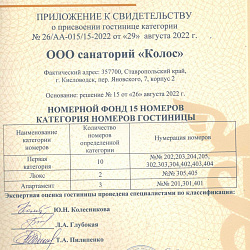 ПРИЛОЖЕНИЕ К СВИДЕТЕЛЬСТВУ
о присвоении гостинице категории
№ 26/АА-015/15-2022 от «29» августа 2022 г.
ООО санаторий «Колос»
Фактический адрес: 357700, Ставропольский край,
г. Кисловодск, пер. Яновского, 7, корпус 2
Основание: решение № 15 от «26» августа 2022 г.
НОМЕРНОЙ ФОНД 15 НОМЕРОВ
КАТЕГОРИЯ НОМЕРОВ ГОСТИНИЦЫ
Наименование категории номеров
Количество номеров определенной категории
Нумерация номеров
Первая категория
10
№№ 202,203,204,205,
302,303,304,402,403,404
Люкс
2
№№ 305,405
Апартамент
3
№№ 201,301,401
Экспертная оценка гостиницы проведена специалистами по классификации:
Ю.Н. Колесникова
Л.А. Глубокая
Т.А. Пилипенко